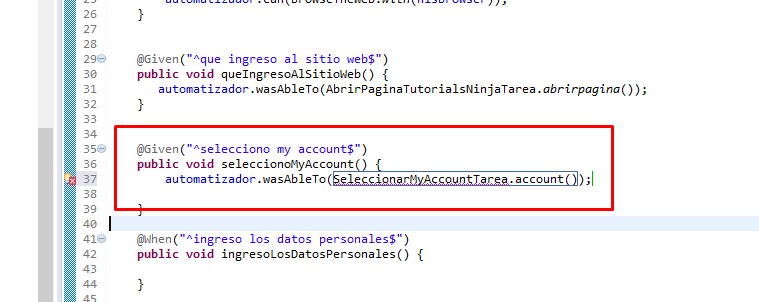 25 automatizador.can(BrowseTheWeb.with(hisBrowser));
26 }
27
28
29 @Given("^que ingreso al sitio web$")
30 public void queIngresoAlSitioWeb() {
31 automatizador.wasAbleTo(AbrirPaginaTutorialsNinjaTarea.abrirpagina());
32 }
33
34
35 @Given("^selecciono my account$")
36 public void seleccionoMyAccount() {
37 automatizador.wasAbleTo(SeleccionarMyAccountTarea.account());
38
39 }
40
41 @When("^ingreso los datos personales$")
42 public void ingresoLosDatosPersonales() {
43
44 }
45